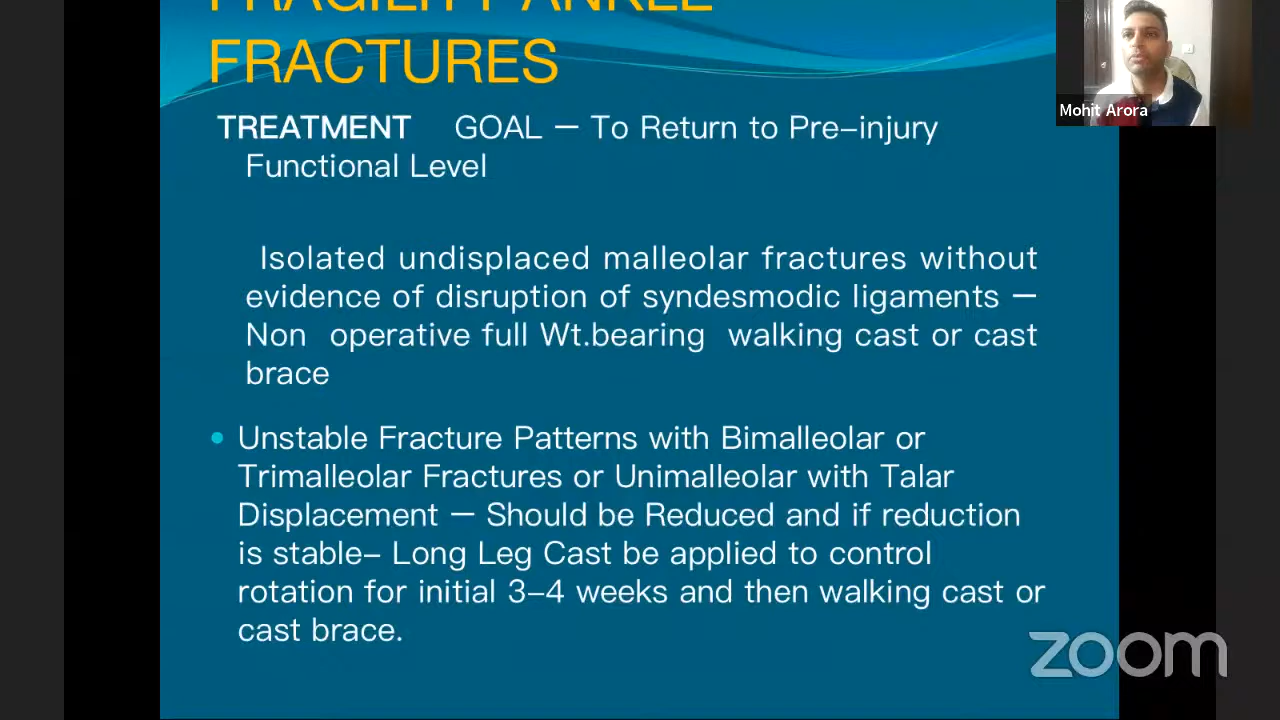 FRAGILITY ANKLE
FRACTURES
TREATMENT GOAL – To Return to Pre-injury
Functional Level
Isolated undisplaced malleolar fractures without
evidence of disruption of syndesmodic ligaments –
Non operative full Wt.bearing walking cast or cast
brace
• Unstable Fracture Patterns with Bimalleolar or
Trimalleolar Fractures or Unimalleolar with Talar
Displacement – Should be Reduced and if reduction
is stable– Long Leg Cast be applied to control
rotation for initial 3–4 weeks and then walking cast or
cast brace.
Mohit Arora
zoom